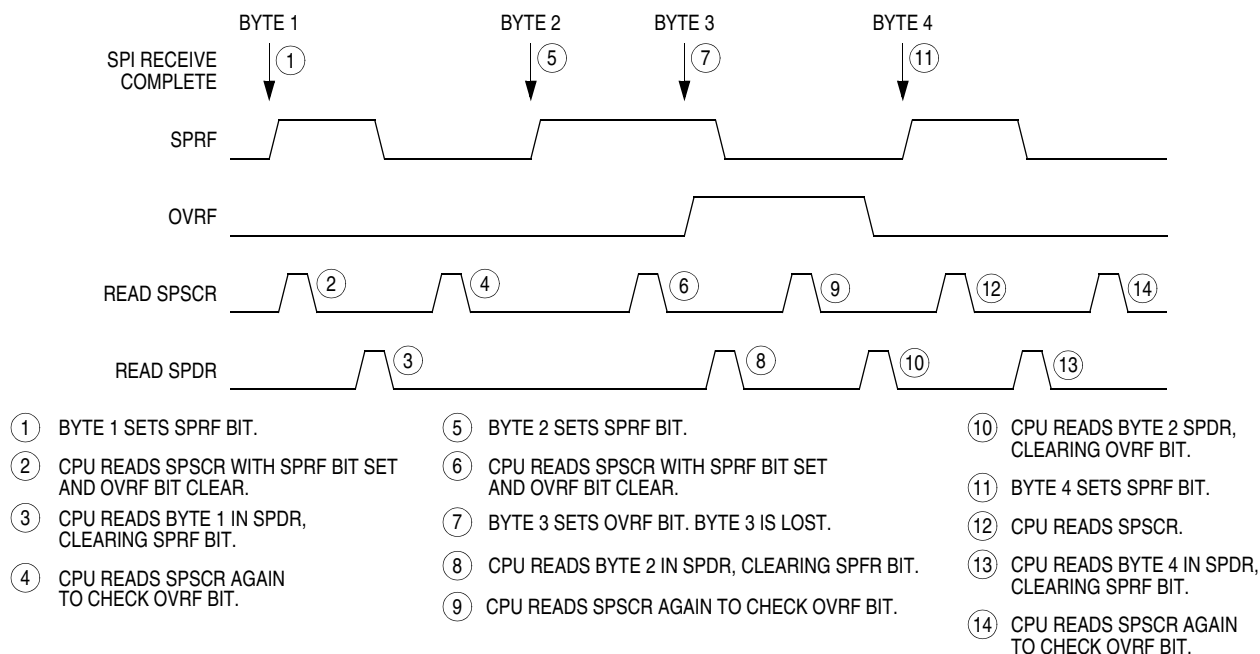 BYTE 1
BYTE 2
BYTE 3
BYTE 4
SPI RECEIVE
COMPLETE
1
5
7
11
SPRF
OVRF
READ SPSCR
2
4
6
9
12
14
READ SPDR
3
8
10
13
1 BYTE 1 SETS SPRF BIT.
2 CPU READS SPSCR WITH SPRF BIT SET
AND OVRF BIT CLEAR.
3 CPU READS BYTE 1 IN SPDR,
CLEARING SPRF BIT.
4 CPU READS SPSCR AGAIN
TO CHECK OVRF BIT.
5 BYTE 2 SETS SPRF BIT.
6 CPU READS SPSCR WITH SPRF BIT SET
AND OVRF BIT CLEAR.
7 BYTE 3 SETS OVRF BIT. BYTE 3 IS LOST.
8 CPU READS BYTE 2 IN SPDR, CLEARING SPFR BIT.
9 CPU READS SPSCR AGAIN TO CHECK OVRF BIT.
10 CPU READS BYTE 2 SPDR,
CLEARING OVRF BIT.
11 BYTE 4 SETS SPRF BIT.
12 CPU READS SPSCR.
13 CPU READS BYTE 4 IN SPDR,
CLEARING SPRF BIT.
14 CPU READS SPSCR AGAIN
TO CHECK OVRF BIT.